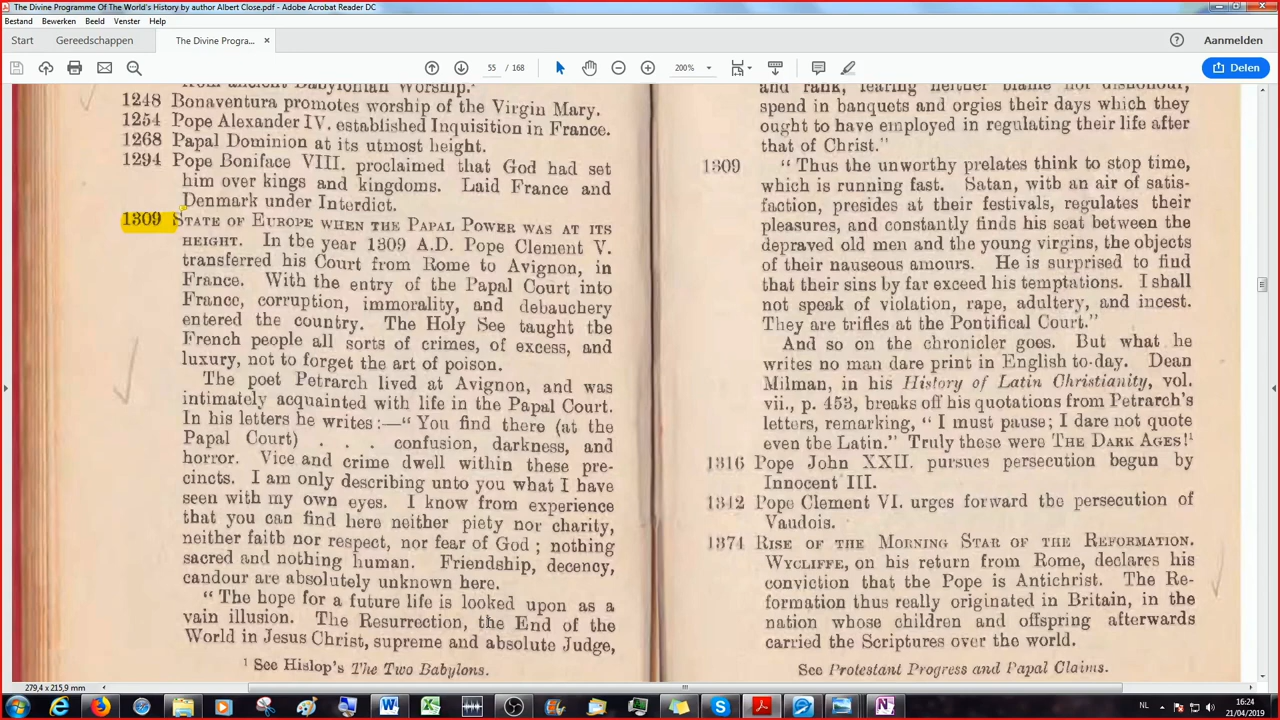 The Divine Programme Of The World's History by author Albert Close.pdf - Adobe Acrobat Reader DC
Bestand Bewerken Beeld Venster Help
Start Gereedschappen The Divine Progra... × Aanmelden
55 / 168 200% Delen
from ancient Babylonian Worship.¹
1248 Bonaventura promotes worship of the Virgin Mary.
1254 Pope Alexander IV. established Inquisition in France.
1268 Papal Dominion at its utmost height.
1294 Pope Boniface VIII. proclaimed that God had set
him over kings and kingdoms. Laid France and
Denmark under Interdict.
1309 STATE OF EUROPE WHEN THE PAPAL POWER WAS AT ITS
HEIGHT. In the year 1309 A.D. Pope Clement V.
transferred his Court from Rome to Avignon, in
France. With the entry of the Papal Court into
France, corruption, immorality, and debauchery
entered the country. The Holy See taught the
French people all sorts of crimes, of excess, and
luxury, not to forget the art of poison.
The poet Petrarch lived at Avignon, and was
intimately acquainted with life in the Papal Court.
In his letters he writes:—"You find there (at the
Papal Court) . . . confusion, darkness, and
horror. Vice and crime dwell within these pre-
cincts. I am only describing unto you what I have
seen with my own eyes. I know from experience
that you can find here neither piety nor charity,
neither faith nor respect, nor fear of God; nothing
sacred and nothing human. Friendship, decency,
candour are absolutely unknown here.
"The hope for a future life is looked upon as a
vain illusion. The Resurrection, the End of the
World in Jesus Christ, supreme and absolute Judge,
¹ See Hislop's The Two Babylons.
and rank, fearing neither blame nor dishonour,
spend in banquets and orgies their days which they
ought to have employed in regulating their life after
that of Christ."
1309 "Thus the unworthy prelates think to stop time,
which is running fast. Satan, with an air of satis-
faction, presides at their festivals, regulates their
pleasures, and constantly finds his seat between the
depraved old men and the young virgins, the objects
of their nauseous amours. He is surprised to find
that their sins by far exceed his temptations. I shall
not speak of violation, rape, adultery, and incest.
They are trifles at the Pontifical Court."
And so on the chronicler goes. But what he
writes no man dare print in English to-day. Dean
Milman, in his History of Latin Christianity, vol.
vii., p. 453, breaks off his quotations from Petrarch's
letters, remarking, "I must pause; I dare not quote
even the Latin." Truly these were THE DARK AGES!¹
1316 Pope John XXII. pursues persecution begun by
Innocent III.
1342 Pope Clement VI. urges forward the persecution of
Vaudois.
1374 RISE OF THE MORNING STAR OF THE REFORMATION.
WYCLIFFE, on his return from Rome, declares his
conviction that the Pope is Antichrist. The Re-
formation thus really originated in Britain, in the
nation whose children and offspring afterwards
carried the Scriptures over the world.
See Protestant Progress and Papal Claims.
279,4 x 215,9 mm
NL 16:24
21/04/2019